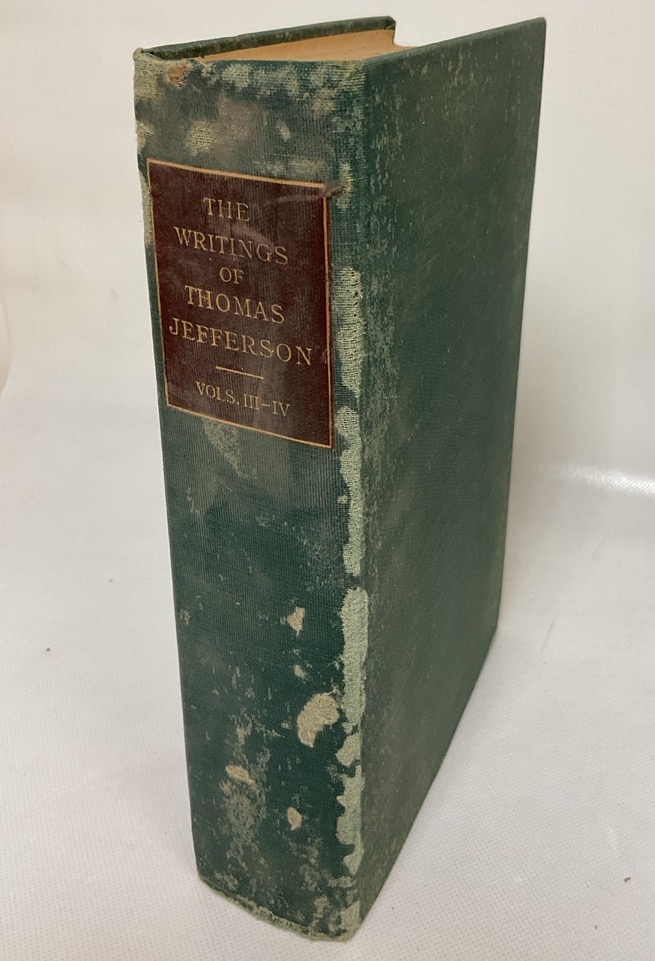 THE
WRITINGS
OF
THOMAS
JEFFERSON
VOLS. III-IV